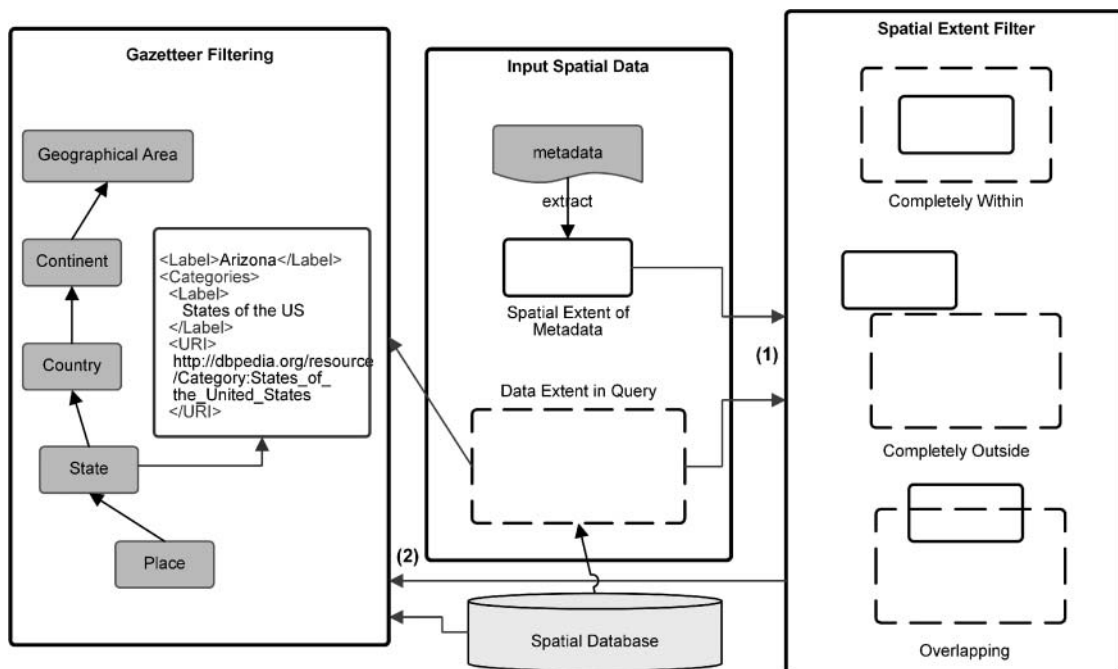 Gazetteer Filtering
Geographical Area
Continent
Country
State
Place
<Label>Arizona</Label>
<Categories>
<Label>
States of the US
</Label>
<URI>
http://dbpedia.org/resource
/Category:States_of_
the_United_States
</URI>
Input Spatial Data
metadata
extract
Spatial Extent of
Metadata
Data Extent in Query
(1)
(2)
Spatial Database
Spatial Extent Filter
Completely Within
Completely Outside
Overlapping